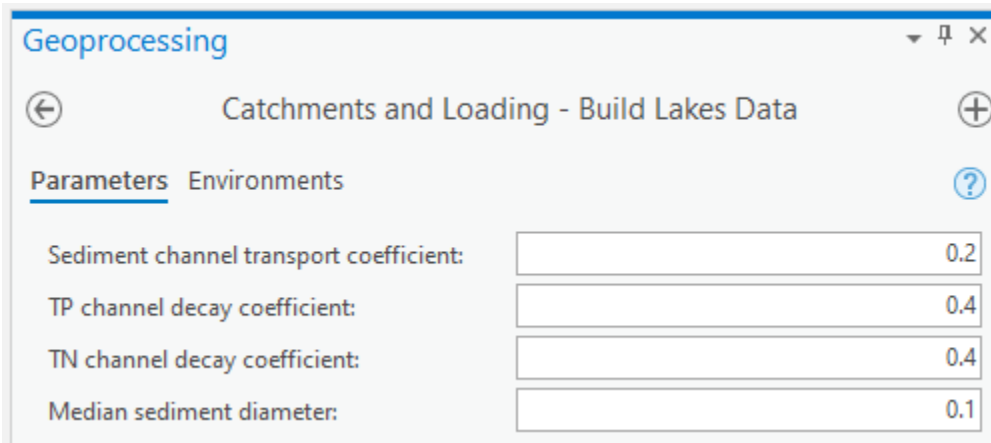 Geoprocessing
Catchments and Loading - Build Lakes Data
Parameters Environments
Sediment channel transport coefficient: 0.2
TP channel decay coefficient: 0.4
TN channel decay coefficient: 0.4
Median sediment diameter: 0.1